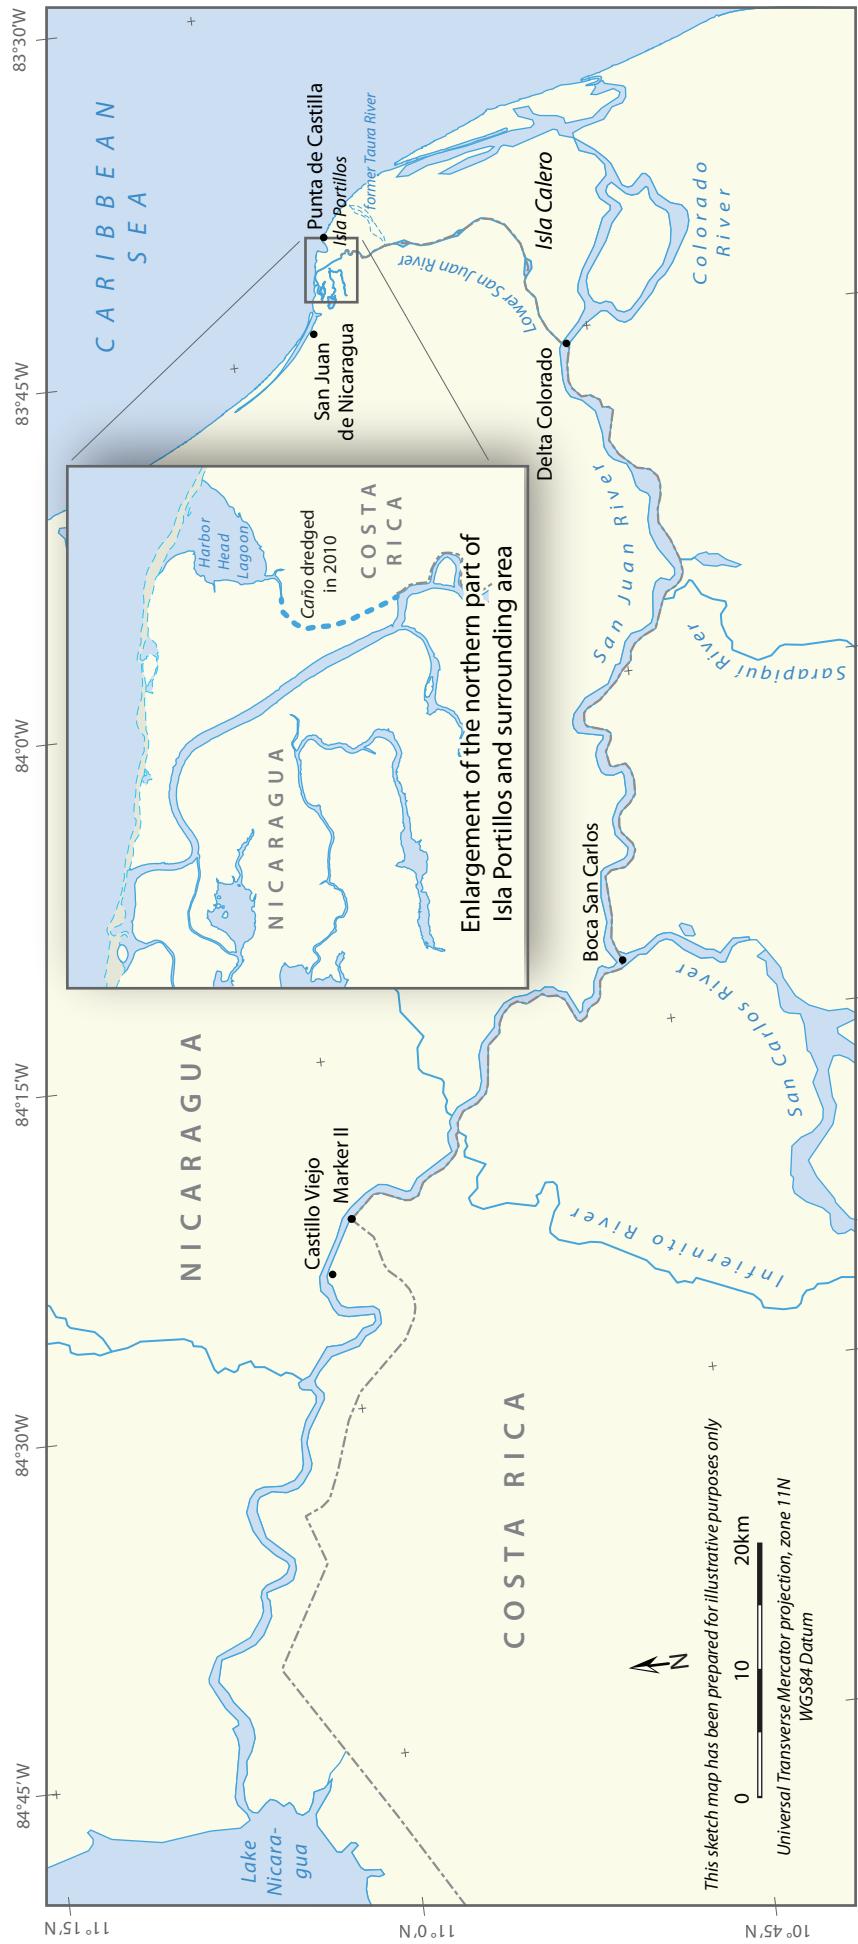 84°45'W
84°30'W
84°15'W
84°0'W
83°45'W
83°30'W
11°15'N
11°0'N
10°45'N
CARIBBEAN
SEA
NICARAGUA
COSTA RICA
Lake
Nicara-
gua
Castillo Viejo
Marker II
Infiernito River
San Carlos River
Boca San Carlos
San Juan River
Sarapiquí River
Delta Colorado
Colorado
River
Isla Calero
Lower San Juan River
San Juan
de Nicaragua
Punta de Castilla
Isla Portillos
former Taura River
Harbor
Head
Lagoon
Caño dredged
in 2010
COSTA
RICA
NICARAGUA
Enlargement of the northern part of
Isla Portillos and surrounding area
N
This sketch map has been prepared for illustrative purposes only
0 10 20km
Universal Transverse Mercator projection, zone 11N
WGS84 Datum